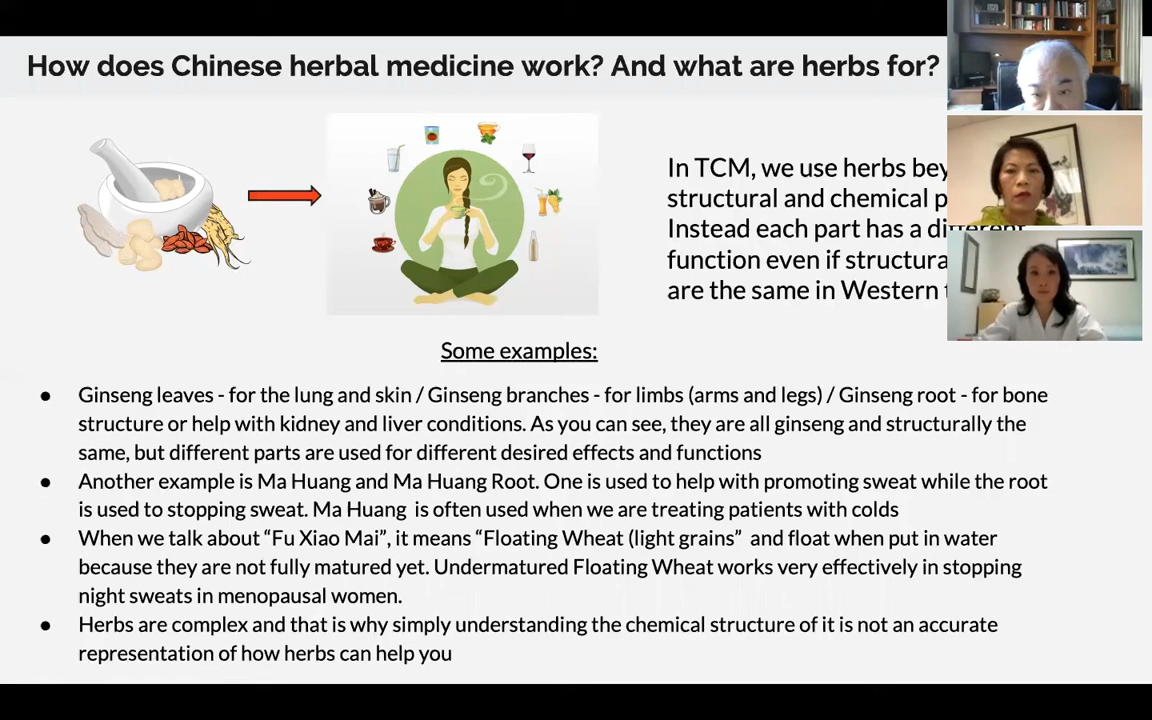 How does Chinese herbal medicine work? And what are herbs for?
In TCM, we use herbs
structural and chemical
Instead each part has a different
function even if
are the same in Western
Some examples:
● Ginseng leaves - for the lung and skin / Ginseng branches - for limbs (arms and legs) / Ginseng root - for bone
structure or help with kidney and liver conditions. As you can see, they are all ginseng and structurally the
same, but different parts are used for different desired effects and functions
● Another example is Ma Huang and Ma Huang Root. One is used to help with promoting sweat while the root
is used to stopping sweat. Ma Huang is often used when we are treating patients with colds
● When we talk about “Fu Xiao Mai”, it means “Floating Wheat (light grains” and float when put in water
because they are not fully matured yet. Undermatured Floating Wheat works very effectively in stopping
night sweats in menopausal women.
● Herbs are complex and that is why simply understanding the chemical structure of it is not an accurate
representation of how herbs can help you